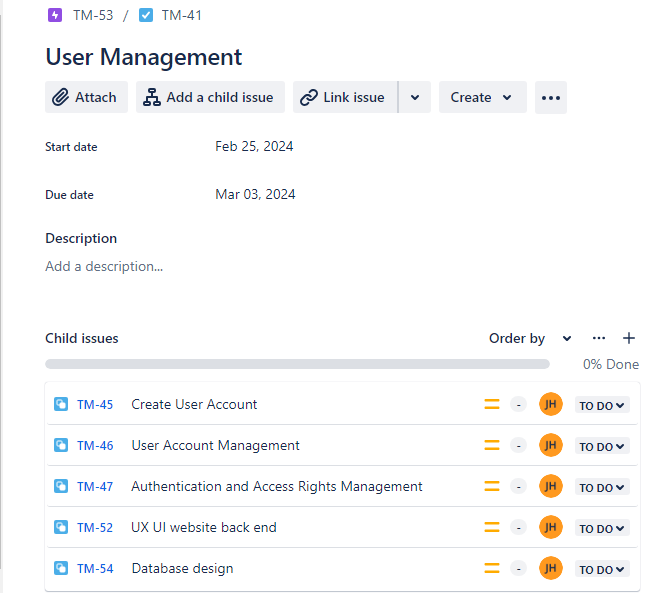 TM-53 / TM-41
User Management
Attach Add a child issue Link issue Create
Start date Feb 25, 2024
Due date Mar 03, 2024
Description
Add a description...
Child issues Order by
0% Done
TM-45 Create User Account - JH TO DO
TM-46 User Account Management - JH TO DO
TM-47 Authentication and Access Rights Management - JH TO DO
TM-52 UX UI website back end - JH TO DO
TM-54 Database design - JH TO DO